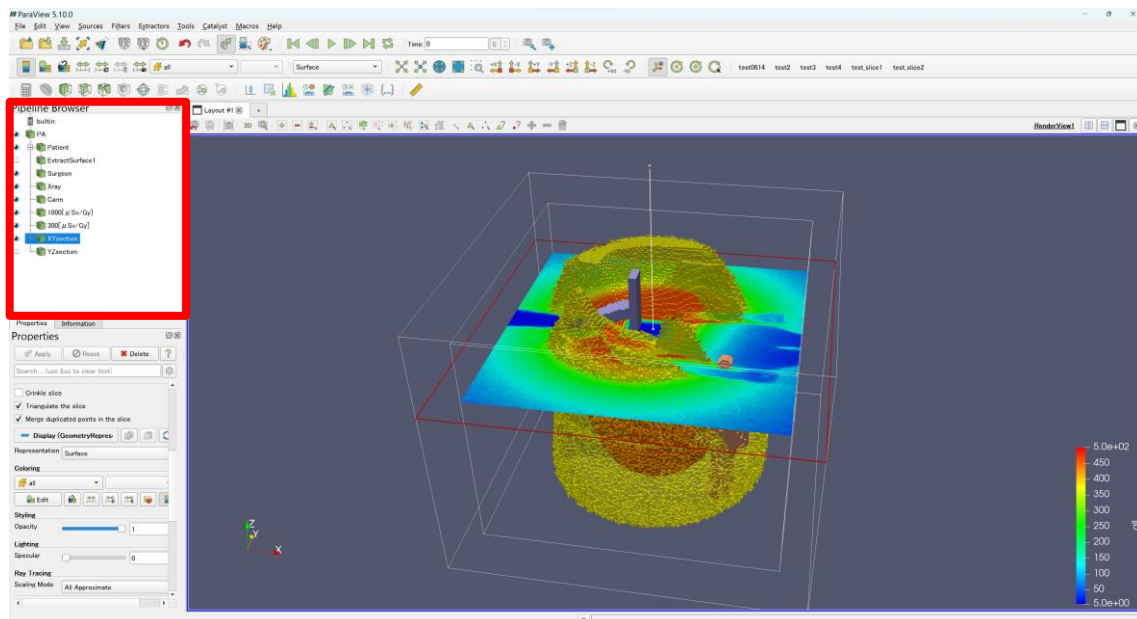 ParaView 5.10.0
File Edit View Sources Filters Extractors Tools Catalyst Macros Help
Time 0 0
all Surface test0614 test2 test3 test4 test_slice1 test_slice2
Pipeline Browser
Layout #1 +
builtin:
3D
RenderView1
PA
Patient
ExtractSurface1
Surgeon
Xray
Carm
1000[μSv/Gy]
300[μSv/Gy]
XYsection
YZsection
Properties Information
Properties
Apply Reset Delete ?
Search ... (use Esc to clear text)
Crinkle slice
Triangulate the slice
Merge duplicated points in the slice
Display (GeometryRepres
Representation Surface
Coloring
all
Edit
Styling
Opacity 1
Lighting
Specular 0
Ray Tracing
Scaling Mode All Approximate
Z
Y
X
5.0e+02
450
400
350
300
250
200
150
100
50
5.0e+00